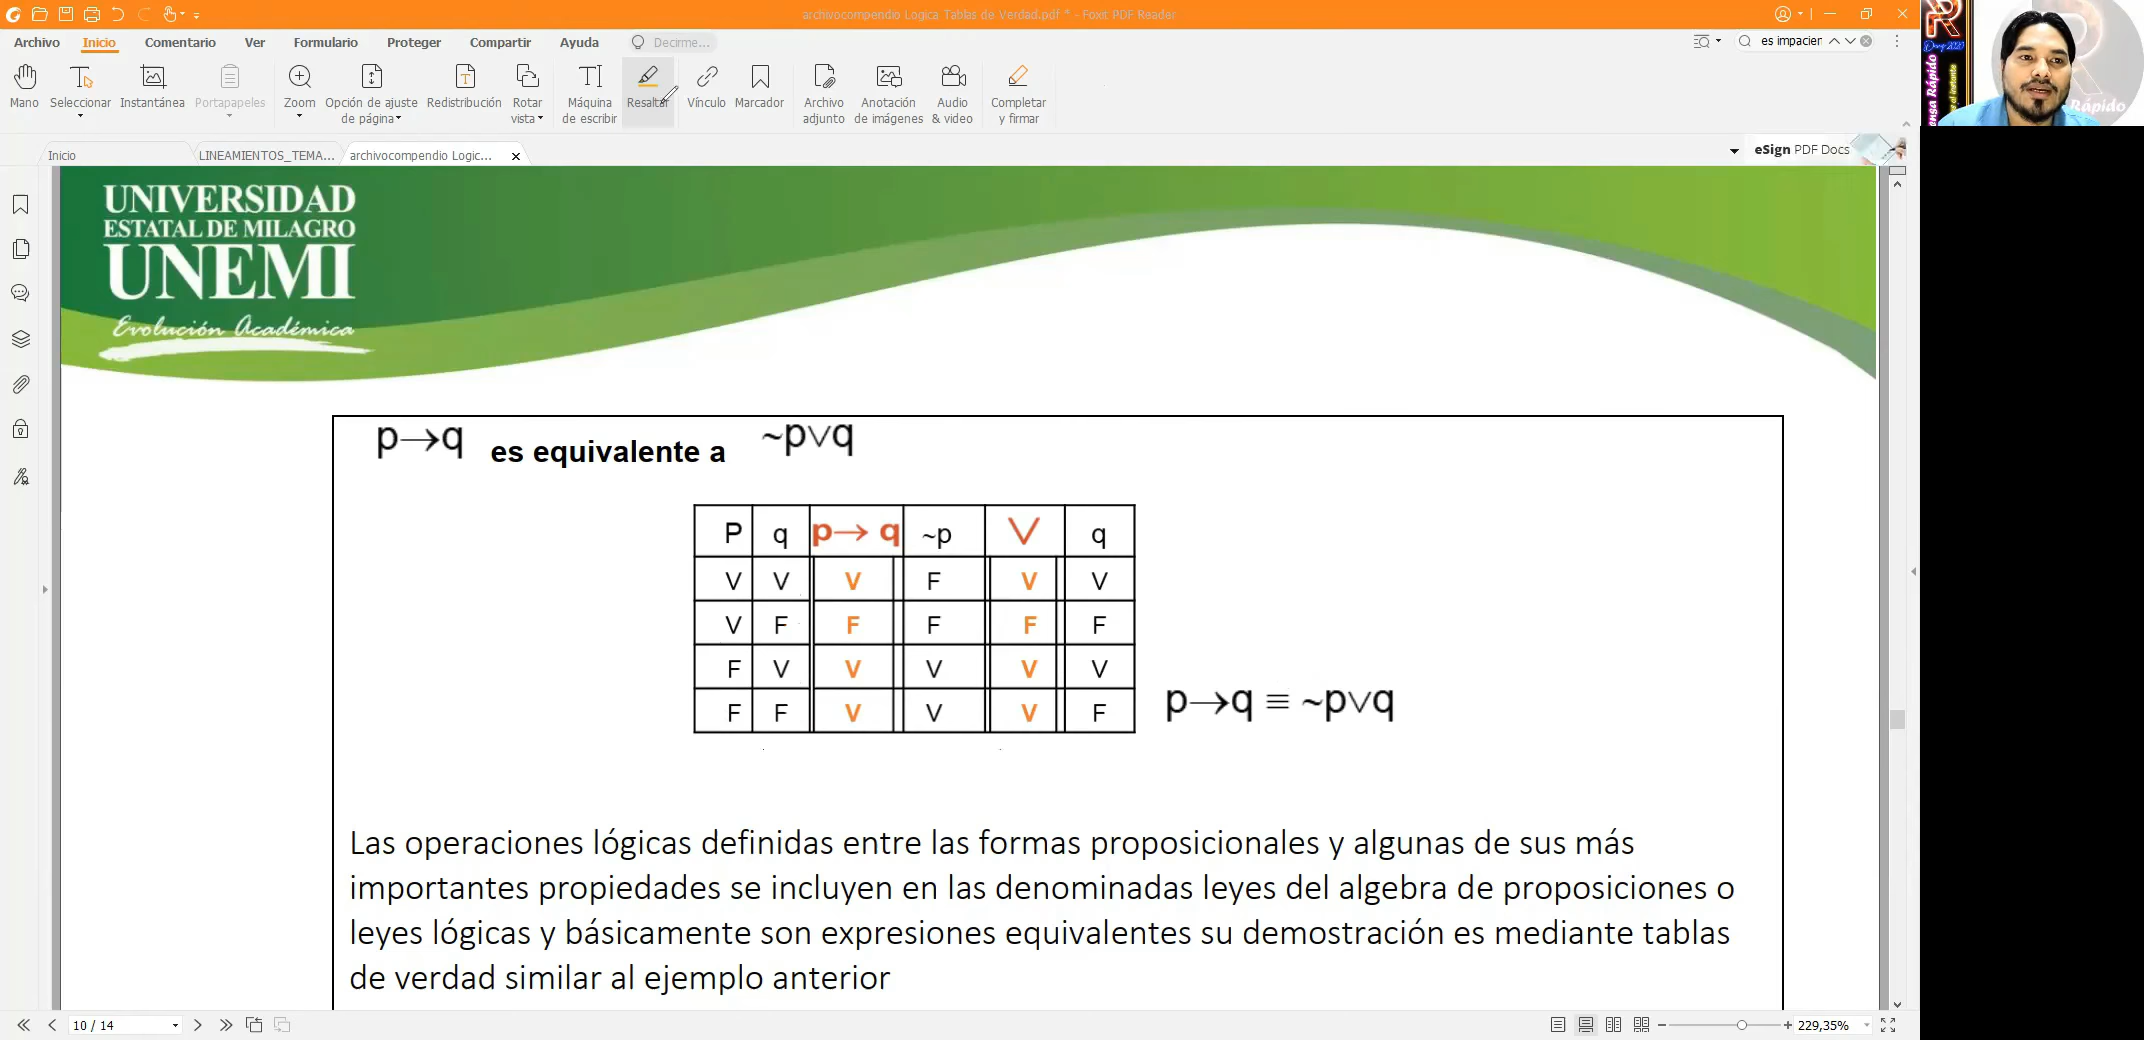 archivocompendio Logica Tablas de Verdad.pdf * - Foxit PDF Reader
Archivo Inicio Comentario Ver Formulario Proteger Compartir Ayuda Decirme... es impacier
Mano Seleccionar Instantánea Portapapeles Zoom Opción de ajuste de página Redistribución Rotar vista Máquina de escribir Resaltar Vínculo Marcador Archivo adjunto Anotación de imágenes Audio & video Completar y firmar
Inicio LINEAMIENTOS_TEMA... archivocompendio Logic... eSign PDF Docs
UNIVERSIDAD
ESTATAL DE MILAGRO
UNEMI
Evolución Académica
p→q es equivalente a ~p∨q
P q p→ q ~p ∨ q
V V V F V V
V F F F F F
F V V V V V
F F V V V F
p→q ≡ ~p∨q
Las operaciones lógicas definidas entre las formas proposicionales y algunas de sus más
importantes propiedades se incluyen en las denominadas leyes del algebra de proposiciones o
leyes lógicas y básicamente son expresiones equivalentes su demostración es mediante tablas
de verdad similar al ejemplo anterior
10 / 14 229,35%
R
Rápido